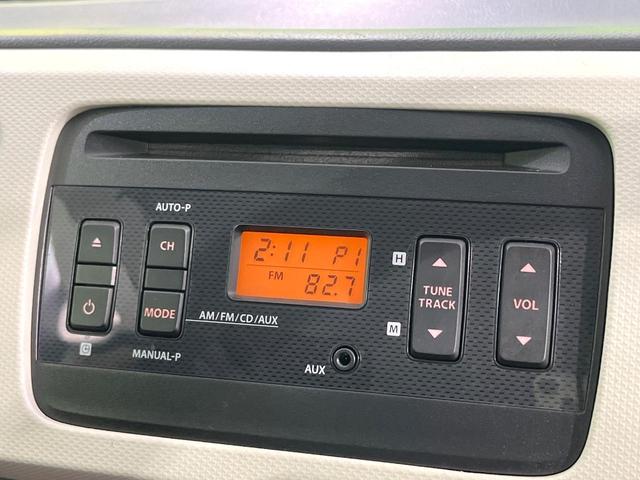 AUTO-P
CH
MODE
AM/FM/CD/AUX
MANUAL-P
C
2:11 P1
FM 82.7
AUX
H
M
TUNE
TRACK
VOL